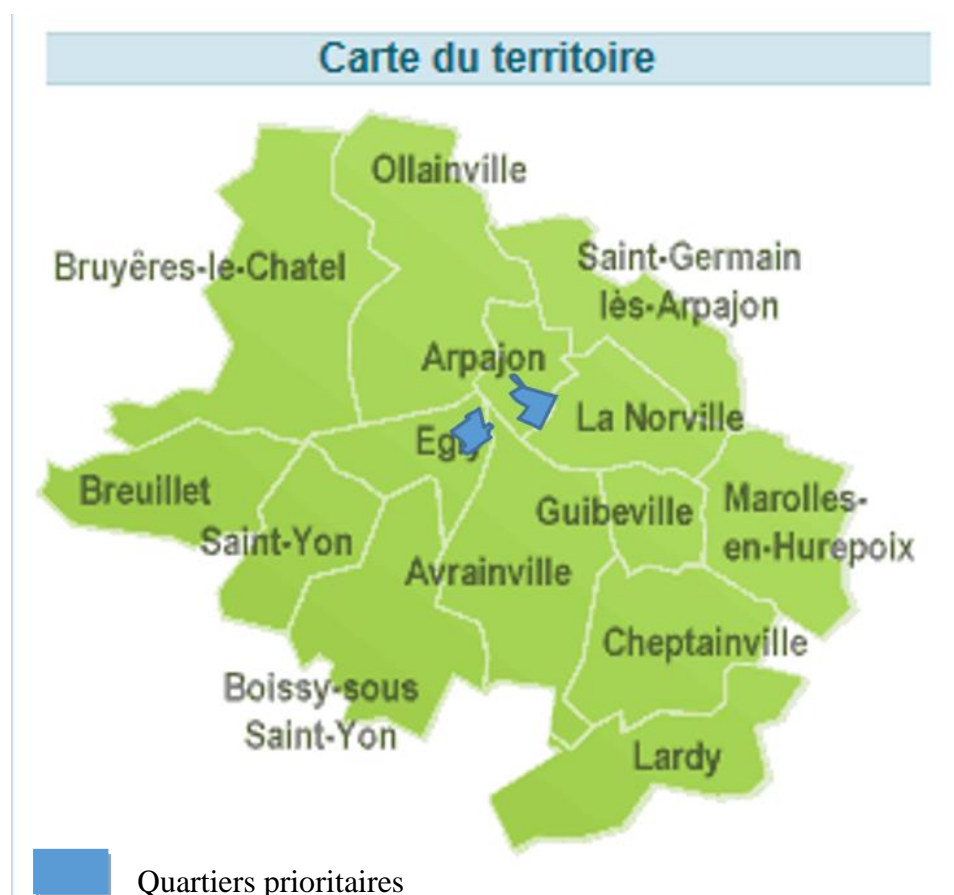 Carte du territoire
Ollainville
Bruyêres-le-Chatel
Saint-Germain
lès-Arpajon
Arpajon
La Norville
Egly
Breuillet
Saint-Yon
Guibeville
Marolles-
en-Hurepoix
Avrainville
Cheptainville
Boissy-sous
Saint-Yon
Lardy
Quartiers prioritaires